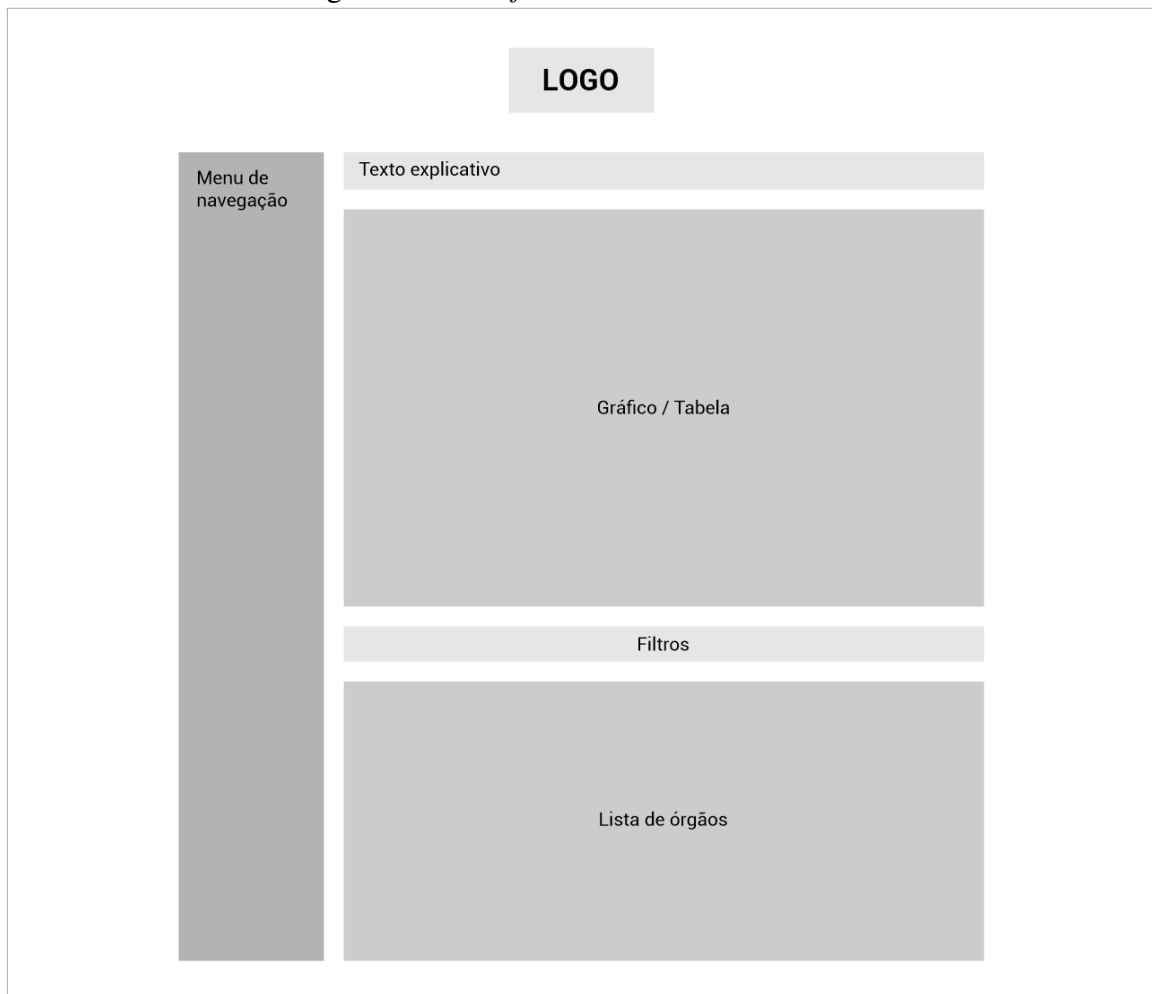 LOGO
Menu de
navegação
Texto explicativo
Gráfico / Tabela
Filtros
Lista de órgãos